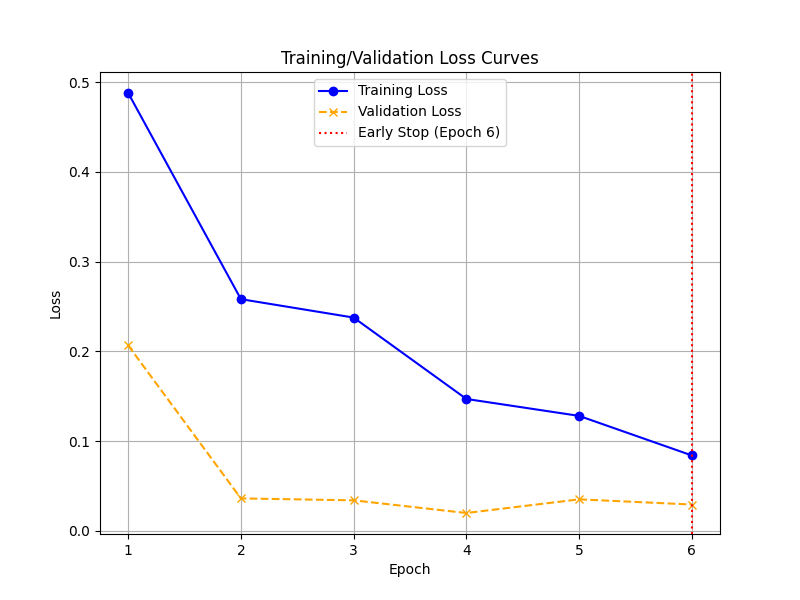 Training/Validation Loss Curves
Training Loss
Validation Loss
Early Stop (Epoch 6)
Loss
0.5
0.4
0.3
0.2
0.1
0.0
1 2 3 4 5 6
Epoch